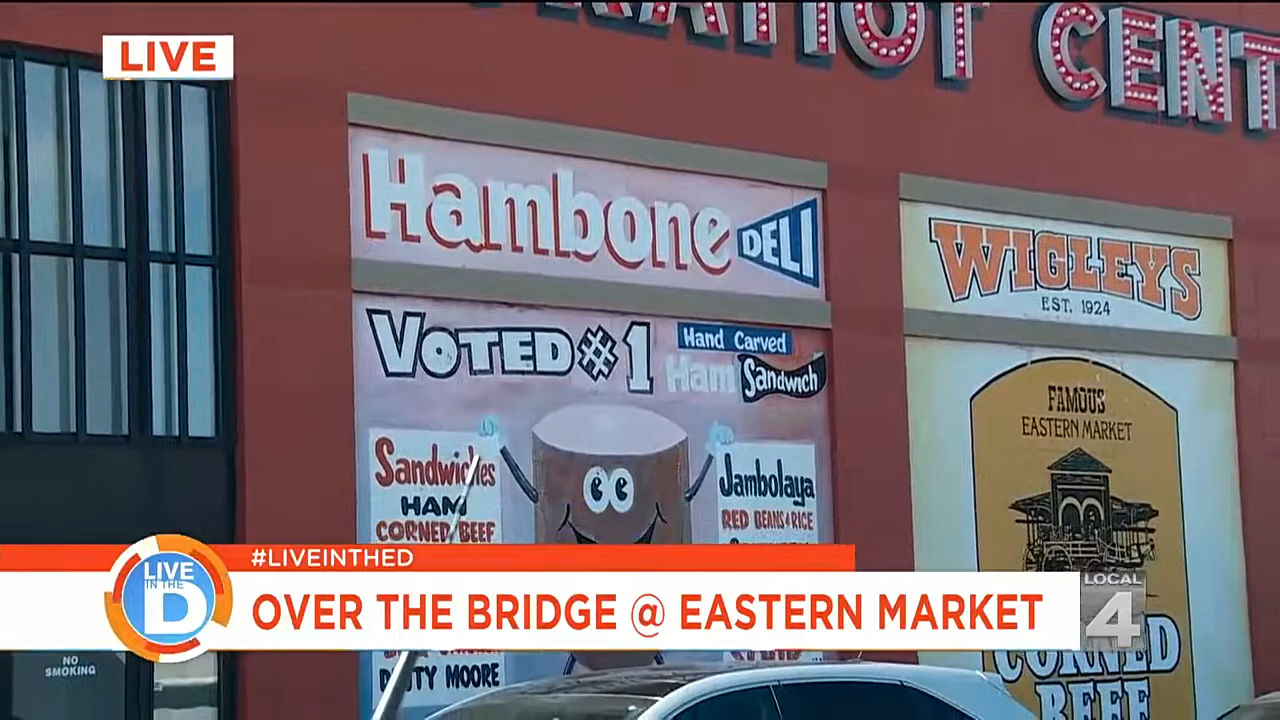 LIVE
CENT
Hambone
DELI
VOTED #1
Hand Carved
Ham Sandwich
Sandwiches
HAM
CORNED BEEF
Jambolaya
RED BEANS & RICE
WIGLEYS
EST. 1924
FAMOUS
EASTERN MARKET
CORNED
BEEF
#LIVEINTHED
LIVE
IN THE
D
OVER THE BRIDGE @ EASTERN MARKET
LOCAL
4
NO
SMOKING
MOORE